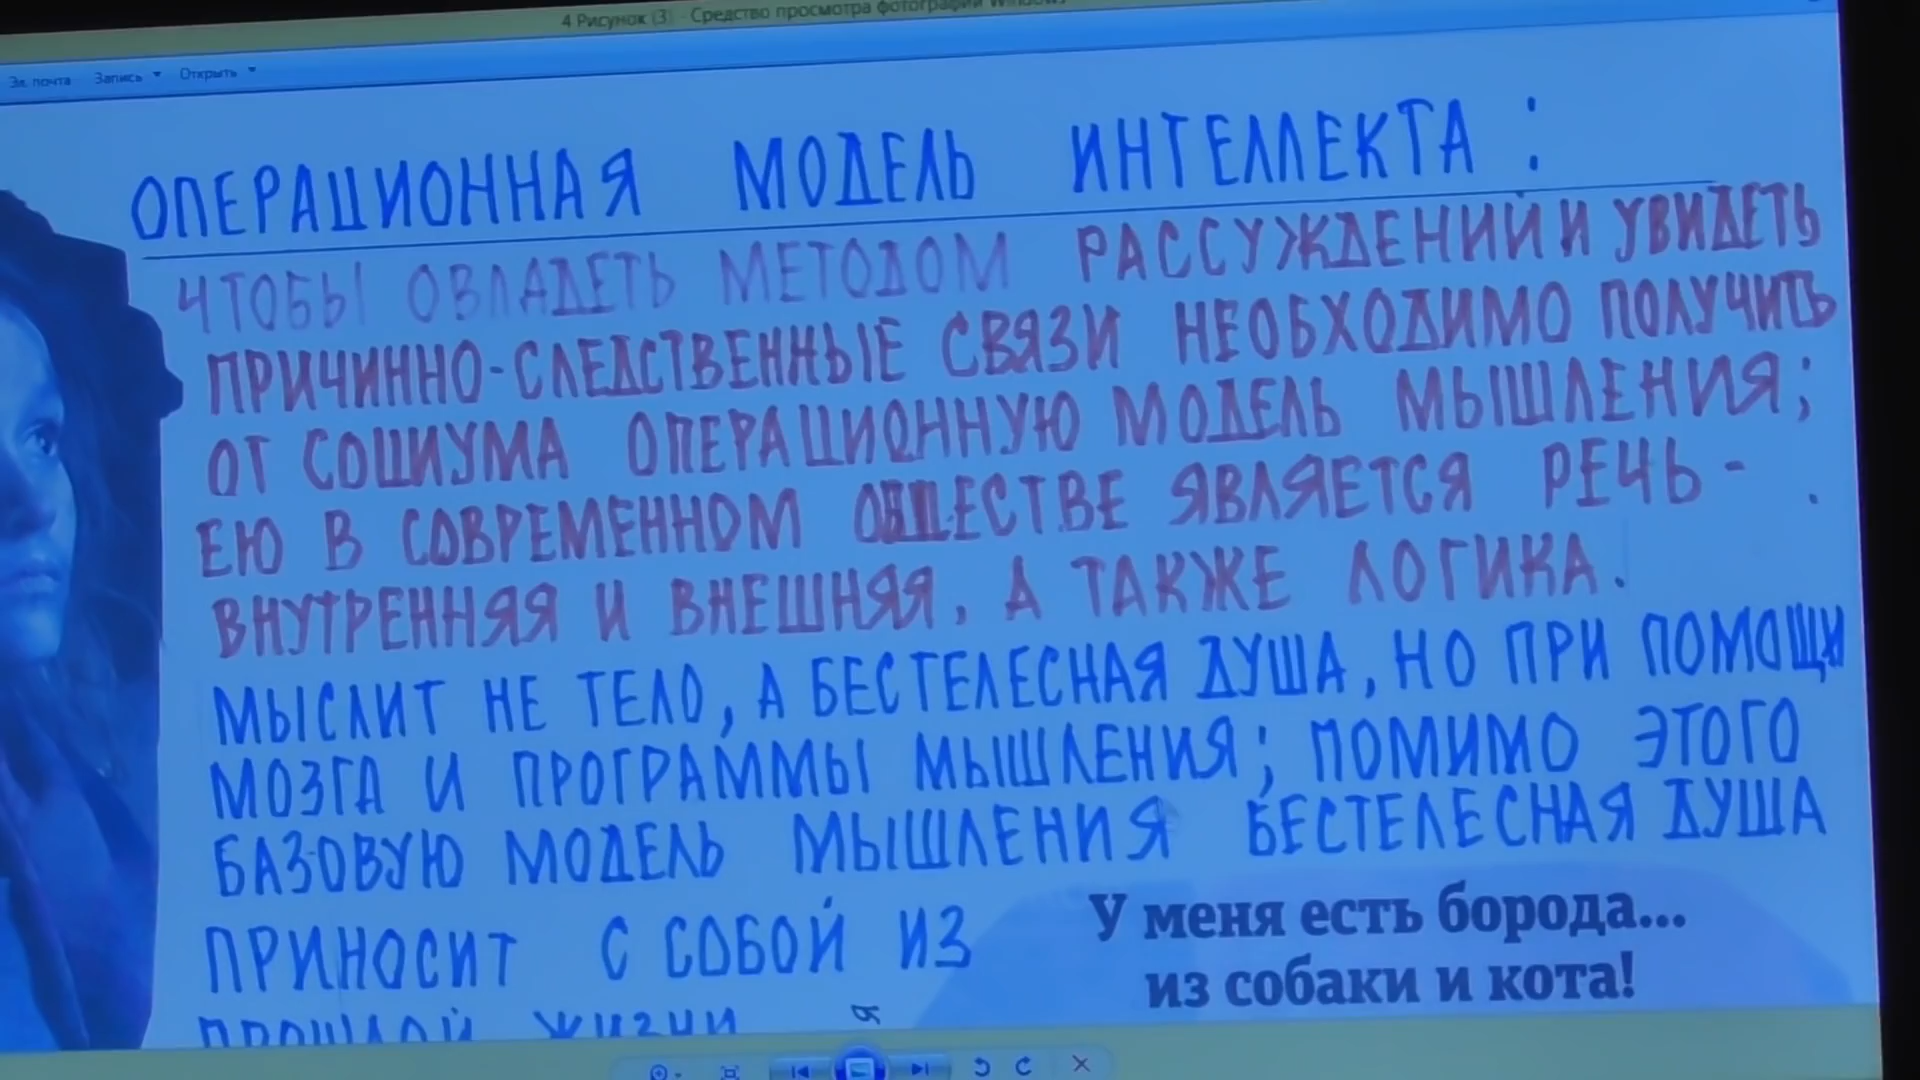 4 Рисунок (3) - Средство просмотра фотографий Windows
Эл. почта Запись Открыть
ОПЕРАЦИОННАЯ МОДЕЛЬ ИНТЕЛЛЕКТА :
ЧТОБЫ ОВЛАДЕТЬ МЕТОДОМ РАССУЖДЕНИЙ И УВИДЕТЬ
ПРИЧИННО-СЛЕДСТВЕННЫЕ СВЯЗИ НЕОБХОДИМО ПОЛУЧИТЬ
ОТ СОЦИУМА ОПЕРАЦИОННУЮ МОДЕЛЬ МЫШЛЕНИЯ;
ЕЮ В СОВРЕМЕННОМ ОБЩЕСТВЕ ЯВЛЯЕТСЯ РЕЧЬ - .
ВНУТРЕННЯЯ И ВНЕШНЯЯ, А ТАКЖЕ ЛОГИКА.
МЫСЛИТ НЕ ТЕЛО, А БЕСТЕЛЕСНАЯ ДУША, НО ПРИ ПОМОЩИ
МОЗГА И ПРОГРАММЫ МЫШЛЕНИЯ; ПОМИМО ЭТОГО
БАЗОВУЮ МОДЕЛЬ МЫШЛЕНИЯ БЕСТЕЛЕСНАЯ ДУША
ПРИНОСИТ С СОБОЙ ИЗ
ПРОШЛОЙ ЖИЗНИ
У меня есть борода...
из собаки и кота!